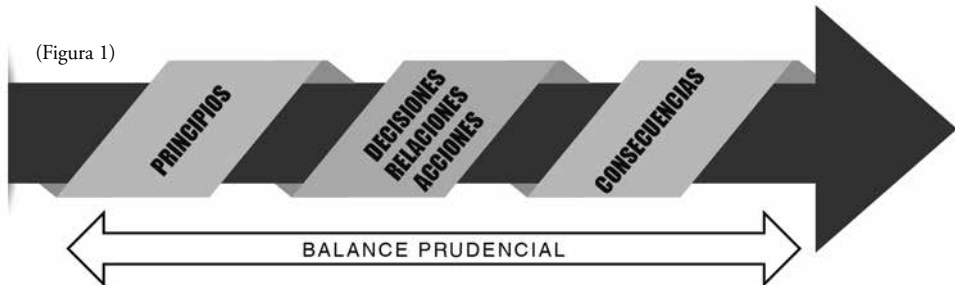 (Figura 1)
PRINCIPIOS
DECISIONES
RELACIONES
ACCIONES
CONSECUENCIAS
BALANCE PRUDENCIAL